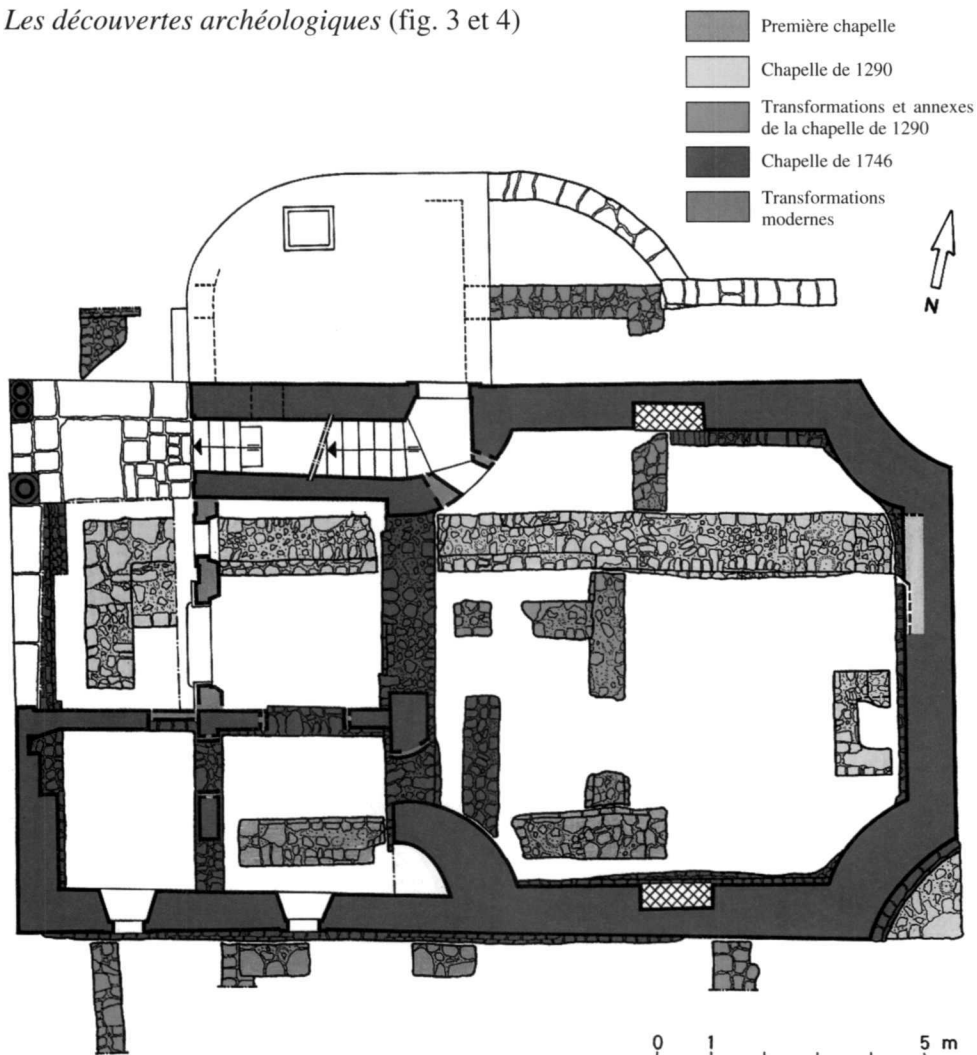 Les découvertes archéologiques (fig. 3 et 4)
Première chapelle
Chapelle de 1290
Transformations et annexes
de la chapelle de 1290
Chapelle de 1746
Transformations
modernes
N
0 1 5 m